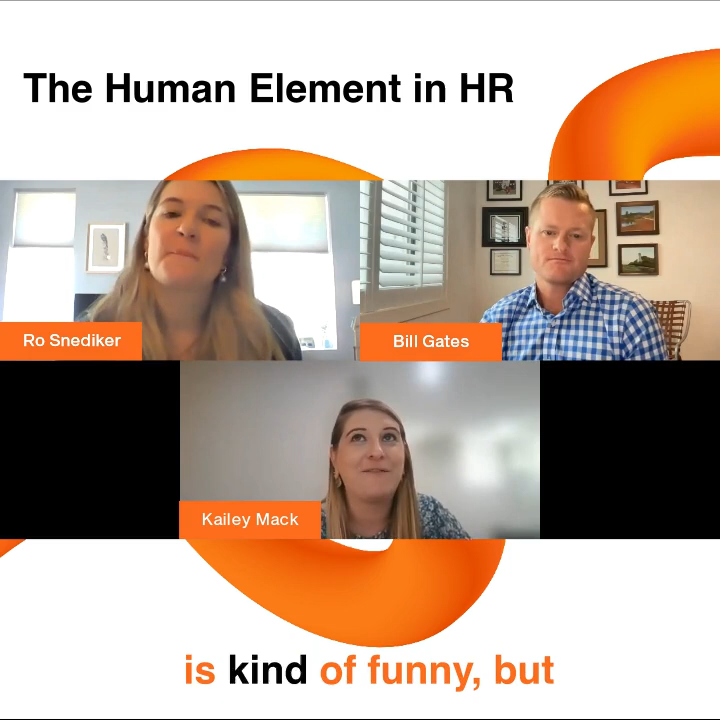 The Human Element in HR
Ro Snediker
Bill Gates
Kailey Mack
is kind of funny, but